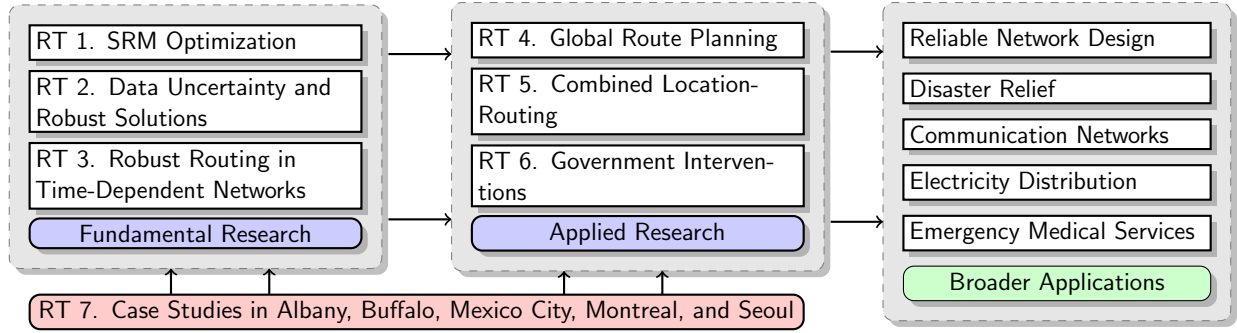 RT 1. SRM Optimization
RT 2. Data Uncertainty and
Robust Solutions
RT 3. Robust Routing in
Time-Dependent Networks
Fundamental Research
RT 4. Global Route Planning
RT 5. Combined Location-
Routing
RT 6. Government Interven-
tions
Applied Research
Reliable Network Design
Disaster Relief
Communication Networks
Electricity Distribution
Emergency Medical Services
Broader Applications
RT 7. Case Studies in Albany, Buffalo, Mexico City, Montreal, and Seoul